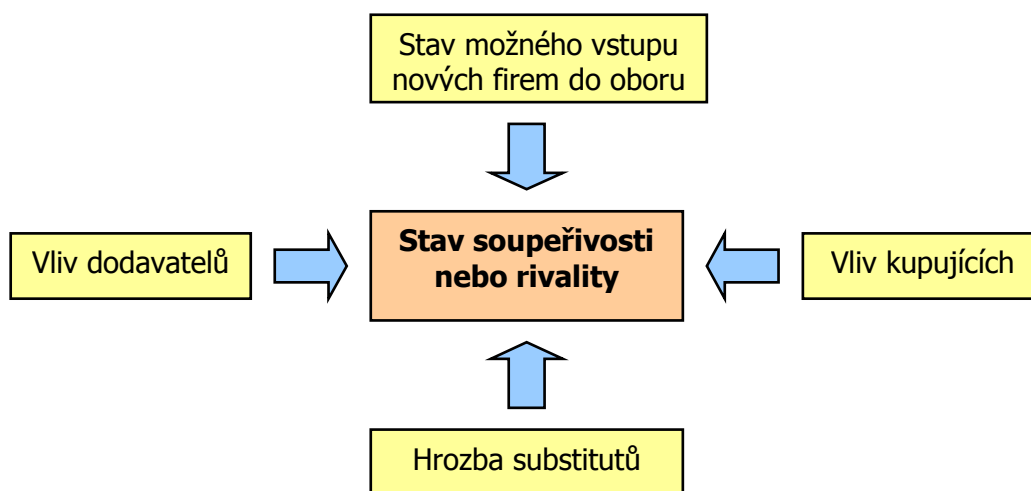 Stav možného vstupu
nových firem do oboru
Vliv dodavatelů
Stav soupeřivosti
nebo rivality
Vliv kupujících
Hrozba substitutů